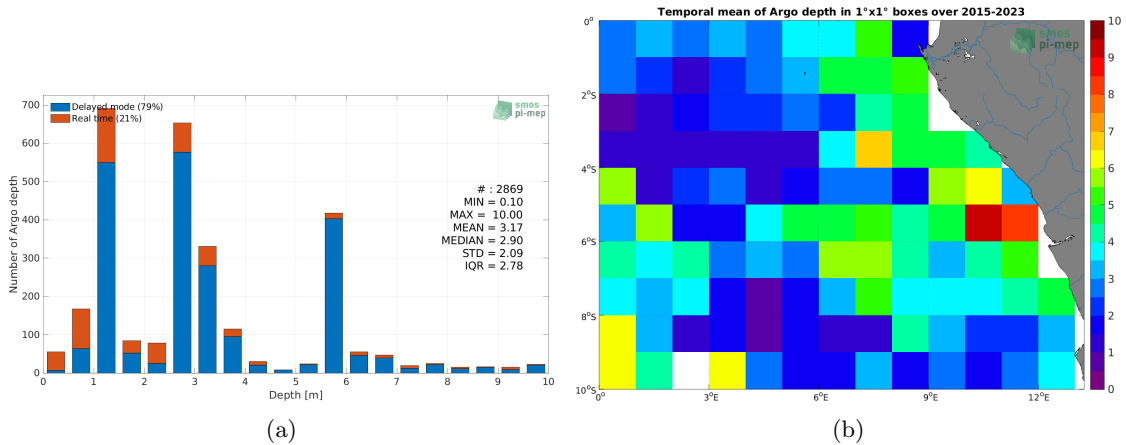 Delayed mode (79%)
Real time (21%)
smos
pi-mep
# : 2869
MIN = 0.10
MAX = 10.00
MEAN = 3.17
MEDIAN = 2.90
STD = 2.09
IQR = 2.78
Number of Argo depth
700
600
500
400
300
200
100
0
0 1 2 3 4 5 6 7 8 9 10
Depth [m]
(a)
Temporal mean of Argo depth in 1°x1° boxes over 2015-2023
smos
pi-mep
0°
2°S
4°S
6°S
8°S
10°S
0° 3°E 6°E 9°E 12°E
10
9
8
7
6
5
4
3
2
1
0
(b)